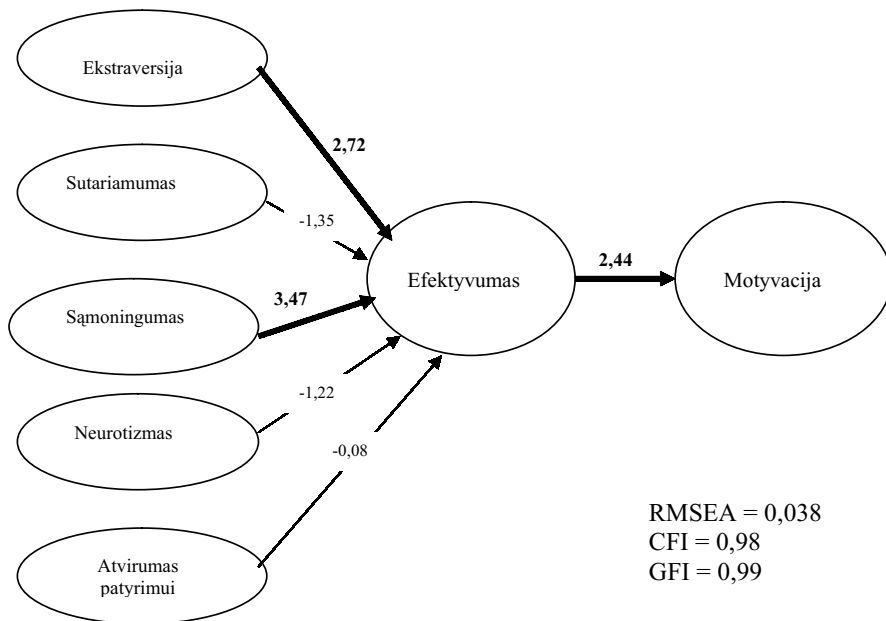 Ekstraversija
2,72
Sutariamumas
-1,35
Efektyvumas
2,44
Motyvacija
3,47
Sąmoningumas
-1,22
Neurotizmas
-0,08
Atvirumas
patyrimui
RMSEA = 0,038
CFI = 0,98
GFI = 0,99